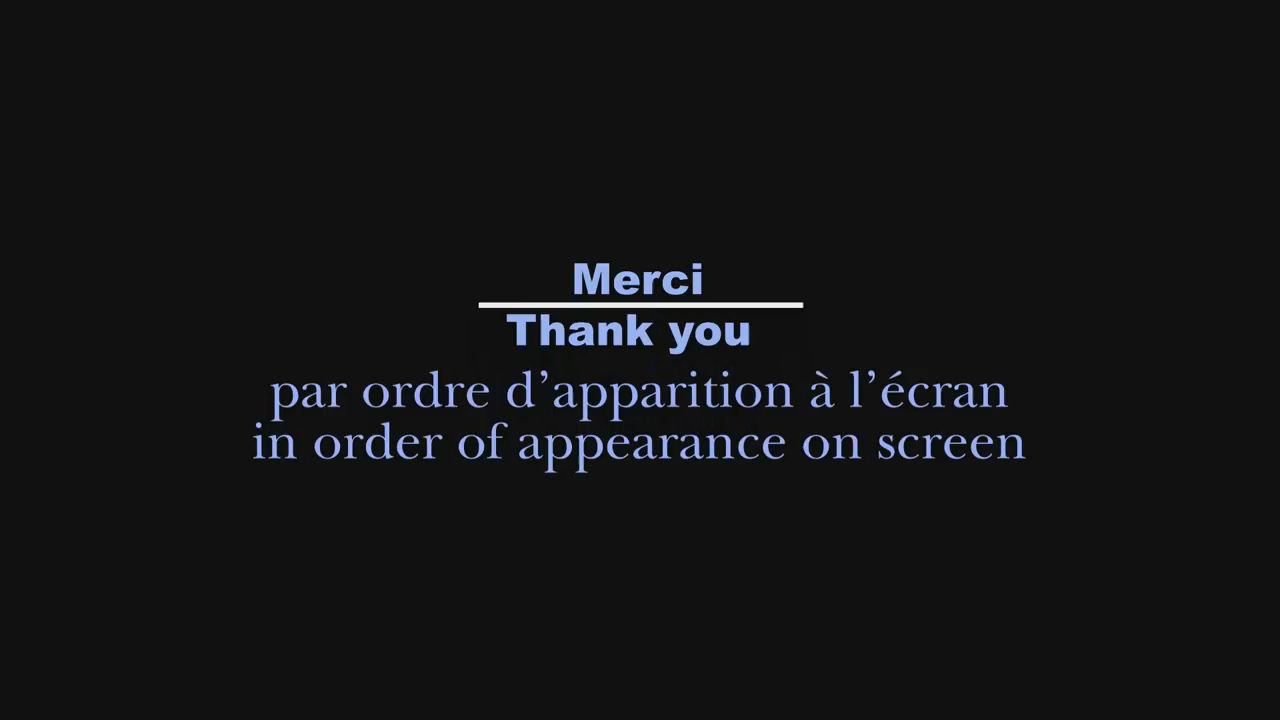 Merci
Thank you
par ordre d’apparition à l’écran
in order of appearance on screen